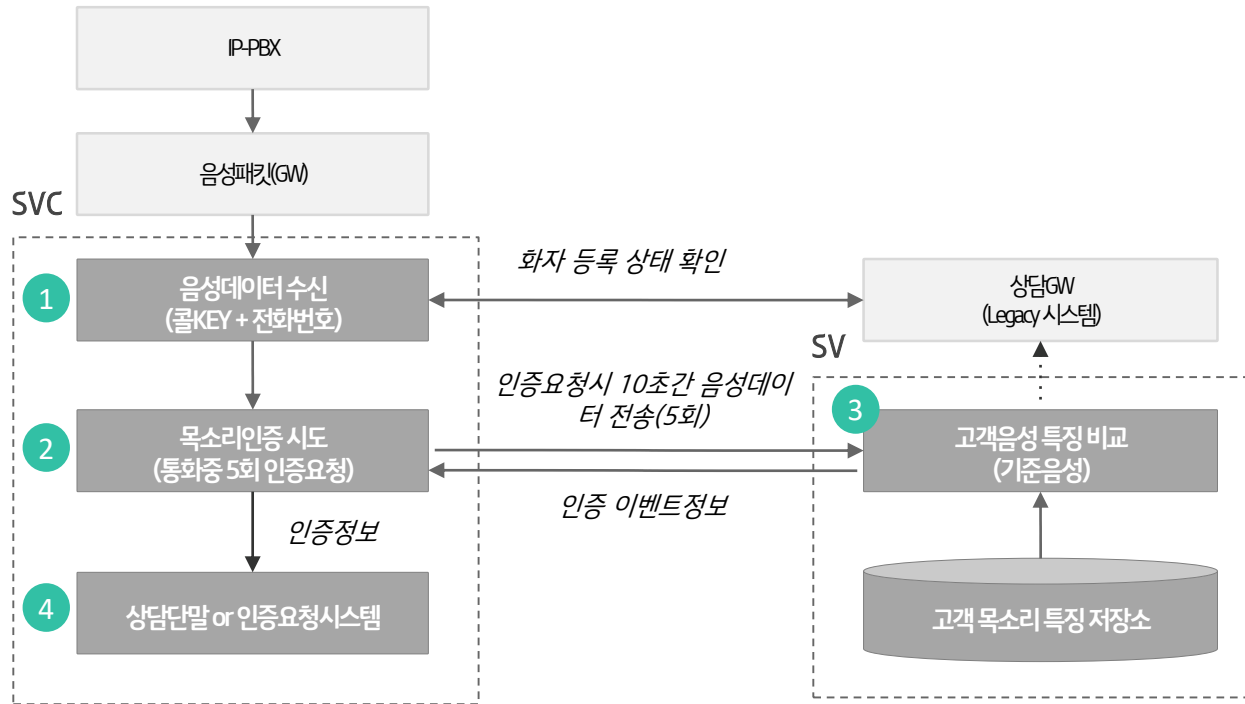 IP-PBX
음성패킷(GW)
SVC
1
음성데이터 수신
(콜KEY + 전화번호)
화자 등록 상태 확인
상담GW
(Legacy 시스템)
SV
2
목소리인증 시도
(통화중 5회 인증요청)
인증요청시 10초간 음성데이
터 전송(5회)
3
고객음성 특징 비교
(기준음성)
인증 이벤트정보
인증정보
4
상담단말 or 인증요청시스템
고객 목소리 특징 저장소